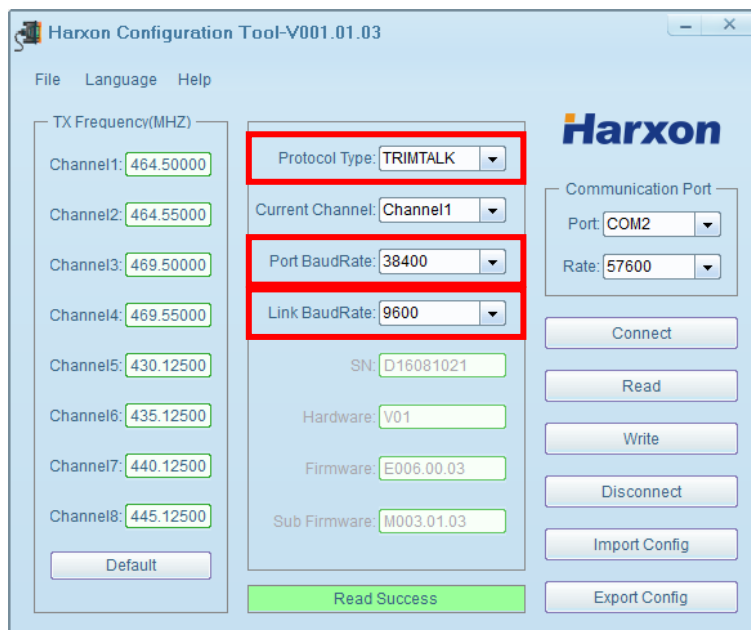 Harxon Configuration Tool-V001.01.03
File Language Help
TX Frequency(MHZ)
Channel1: 464.50000
Channel2: 464.55000
Channel3: 469.50000
Channel4: 469.55000
Channel5: 430.12500
Channel6: 435.12500
Channel7: 440.12500
Channel8: 445.12500
Default
Protocol Type: TRIMTALK
Current Channel: Channel1
Port BaudRate: 38400
Link BaudRate: 9600
SN: D16081021
Hardware: V01
Firmware: E006.00.03
Sub Firmware: M003.01.03
Read Success
Harxon
Communication Port
Port: COM2
Rate: 57600
Connect
Read
Write
Disconnect
Import Config
Export Config